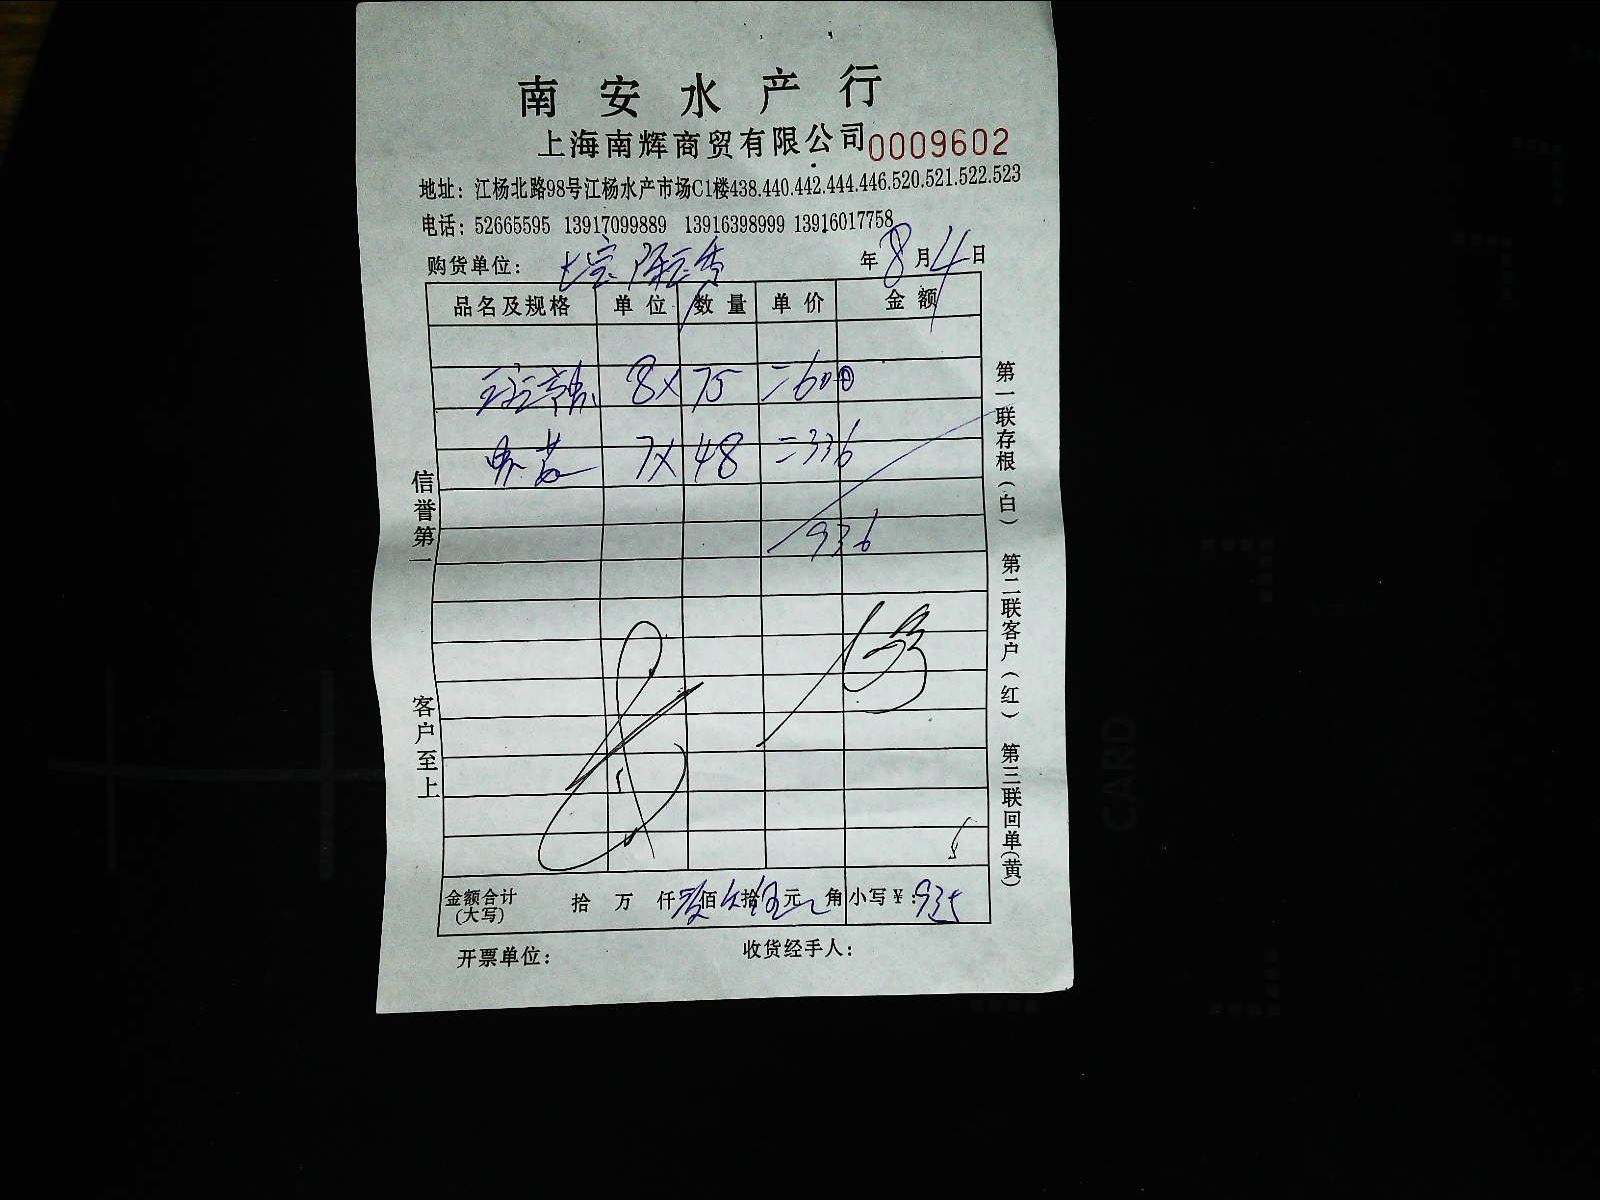 南安水产行
上海南辉商贸有限公司 0009602
地址：江杨北路98号江杨水产市场C1楼438.440.442.444.446.520.521.522.523
电话：52665595 13917099889 13916398999 13916017758
购货单位： 年8月4日
品名及规格 单位 数量 单价 金额
8× 75 =600
7× 48 =336
936
信誉第一 客户至上
第一联存根（白） 第二联客户（红） 第三联回单（黄）
金额合计（大写） 拾 万 仟 佰 拾 元 角 小写￥：935
开票单位： 收货经手人：